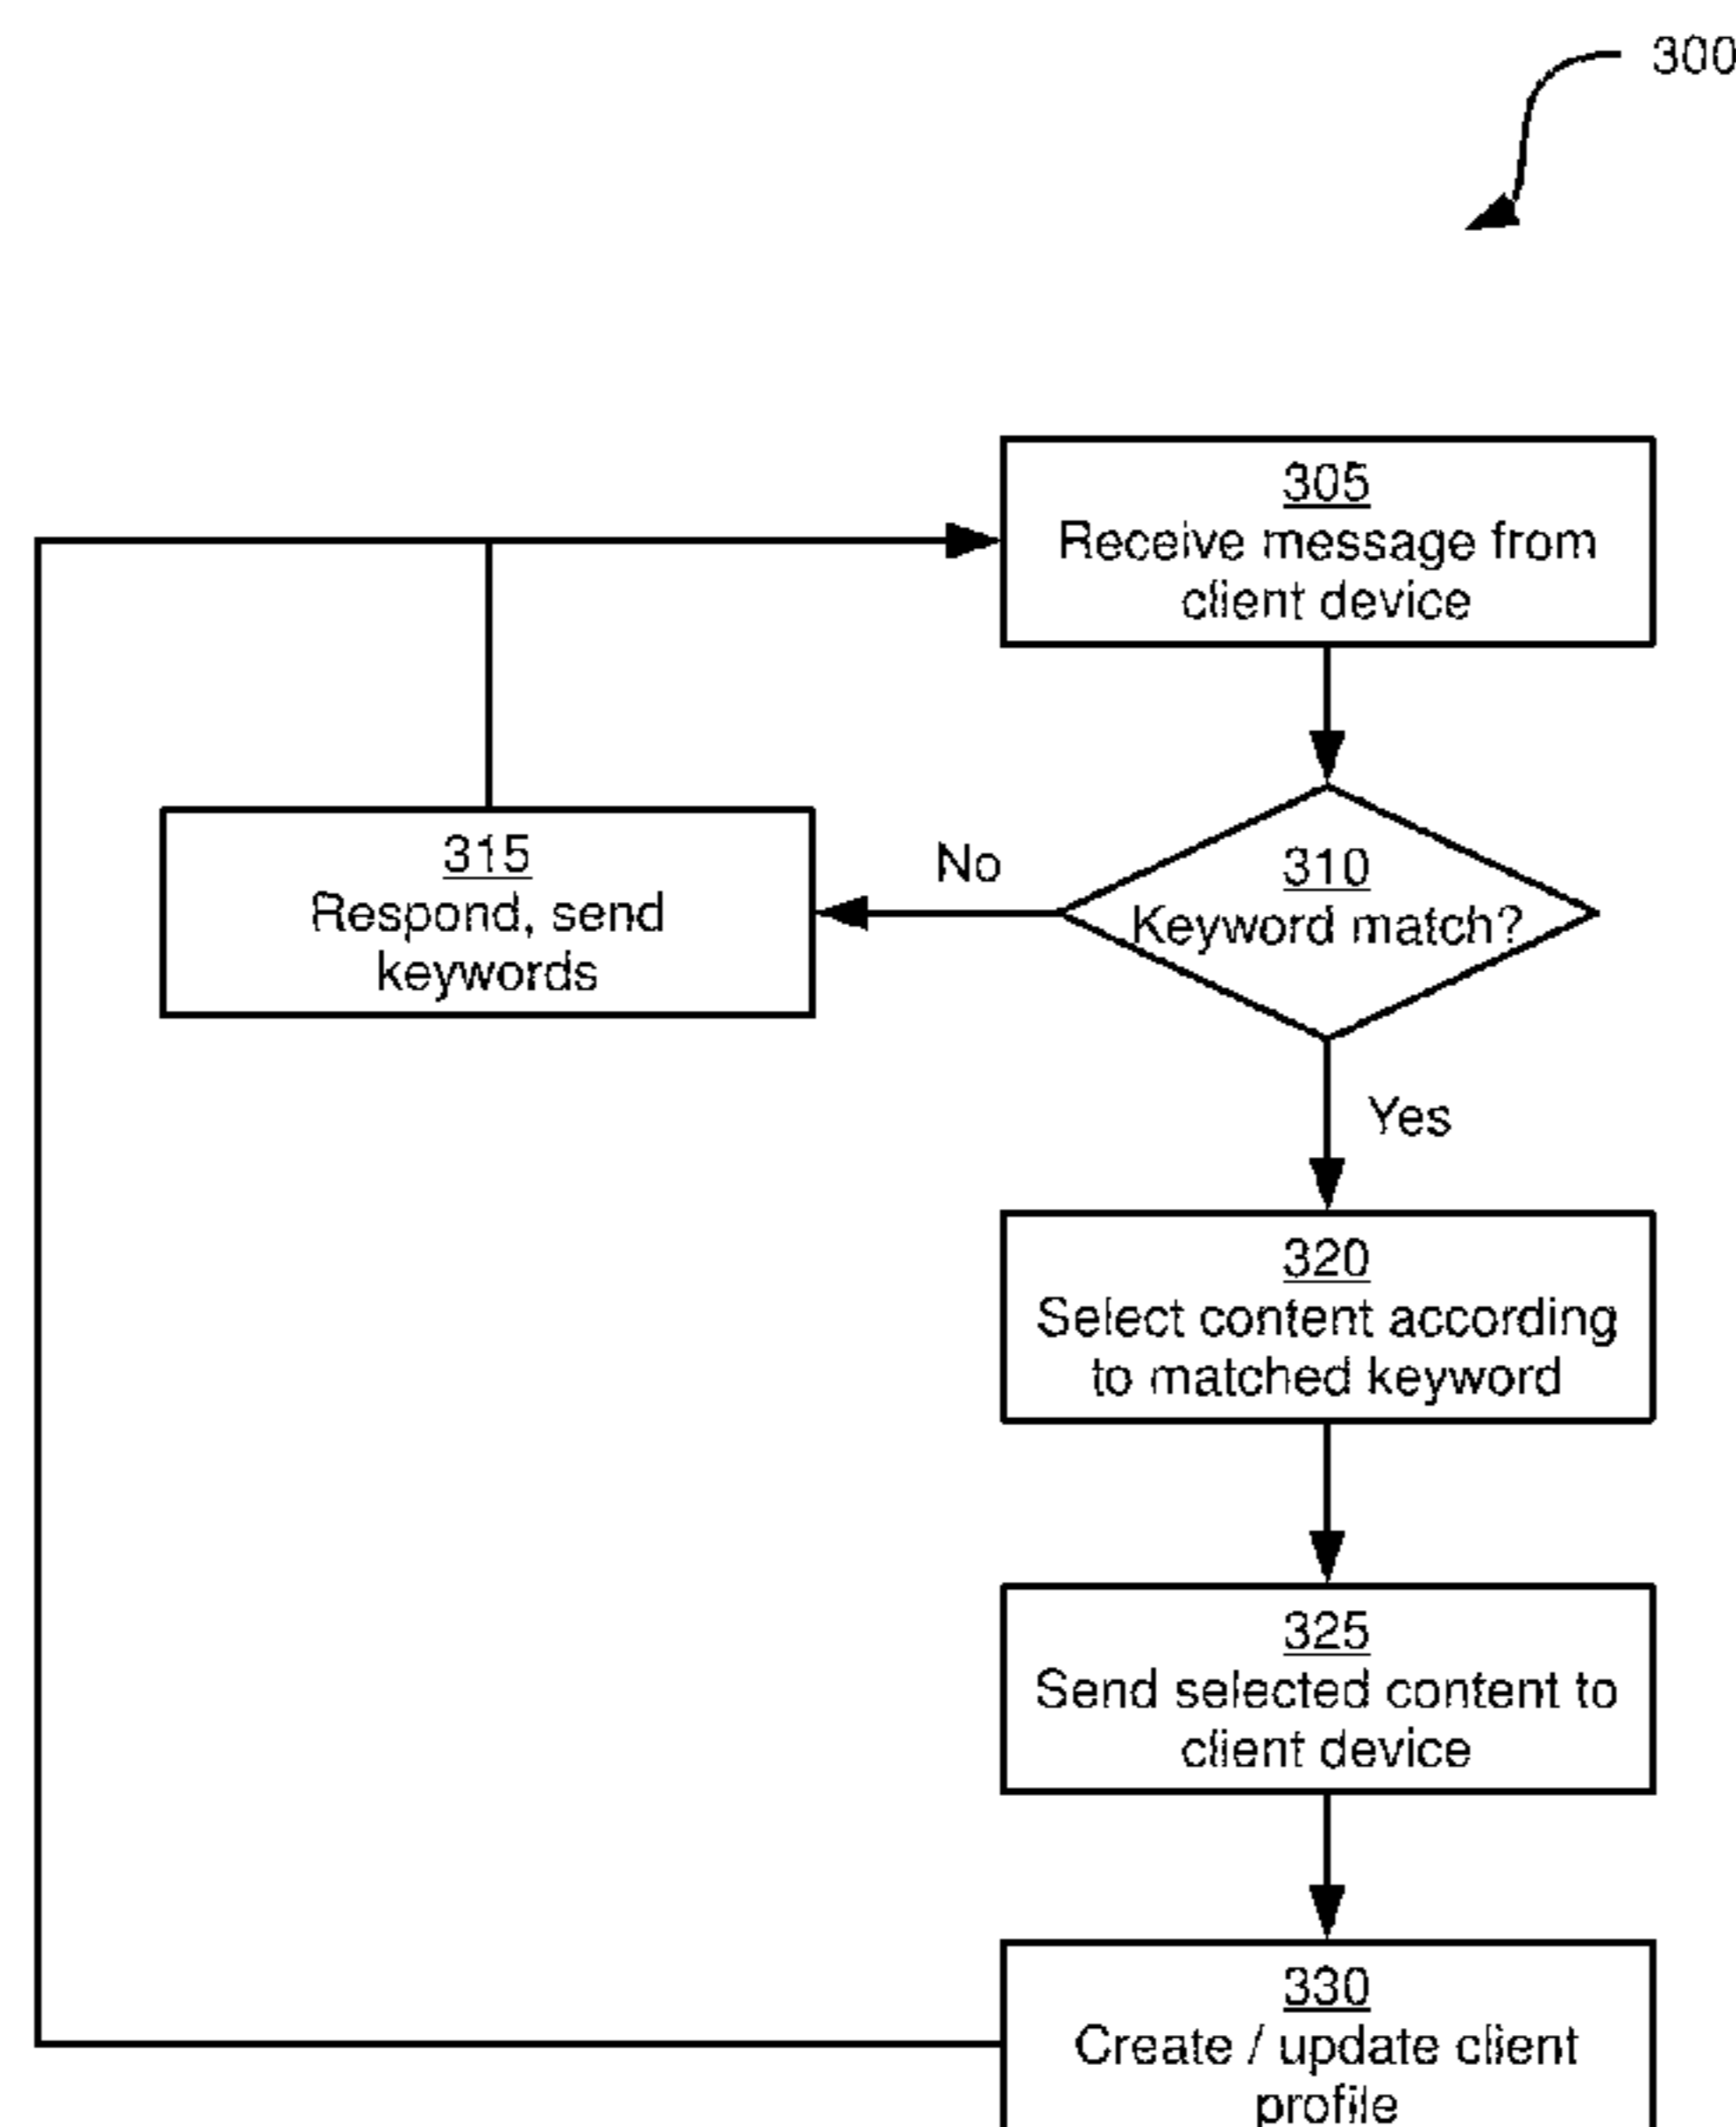 300
305
Receive message from
client device
310
Keyword match?
No
315
Respond, send
keywords
Yes
320
Select content according
to matched keyword
325
Send selected content to
client device
330
Create / update client
profile